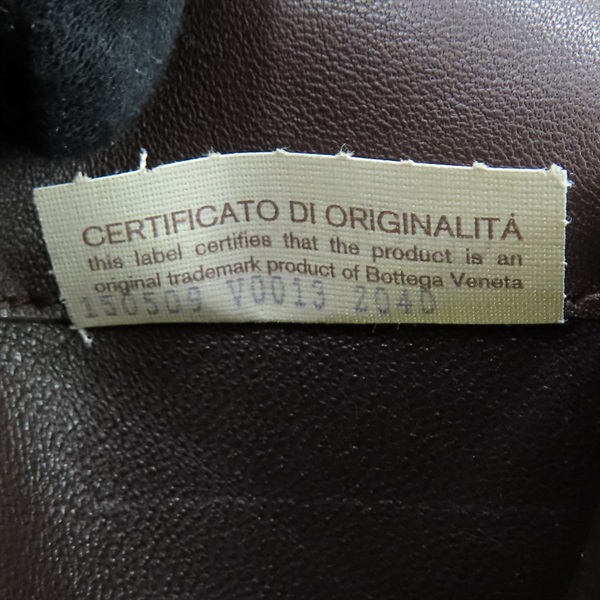 CERTIFICATO DI ORIGINALITÁ
this label certifies that the product is an
original trademark product of Bottega Veneta
150509 V0013 2040